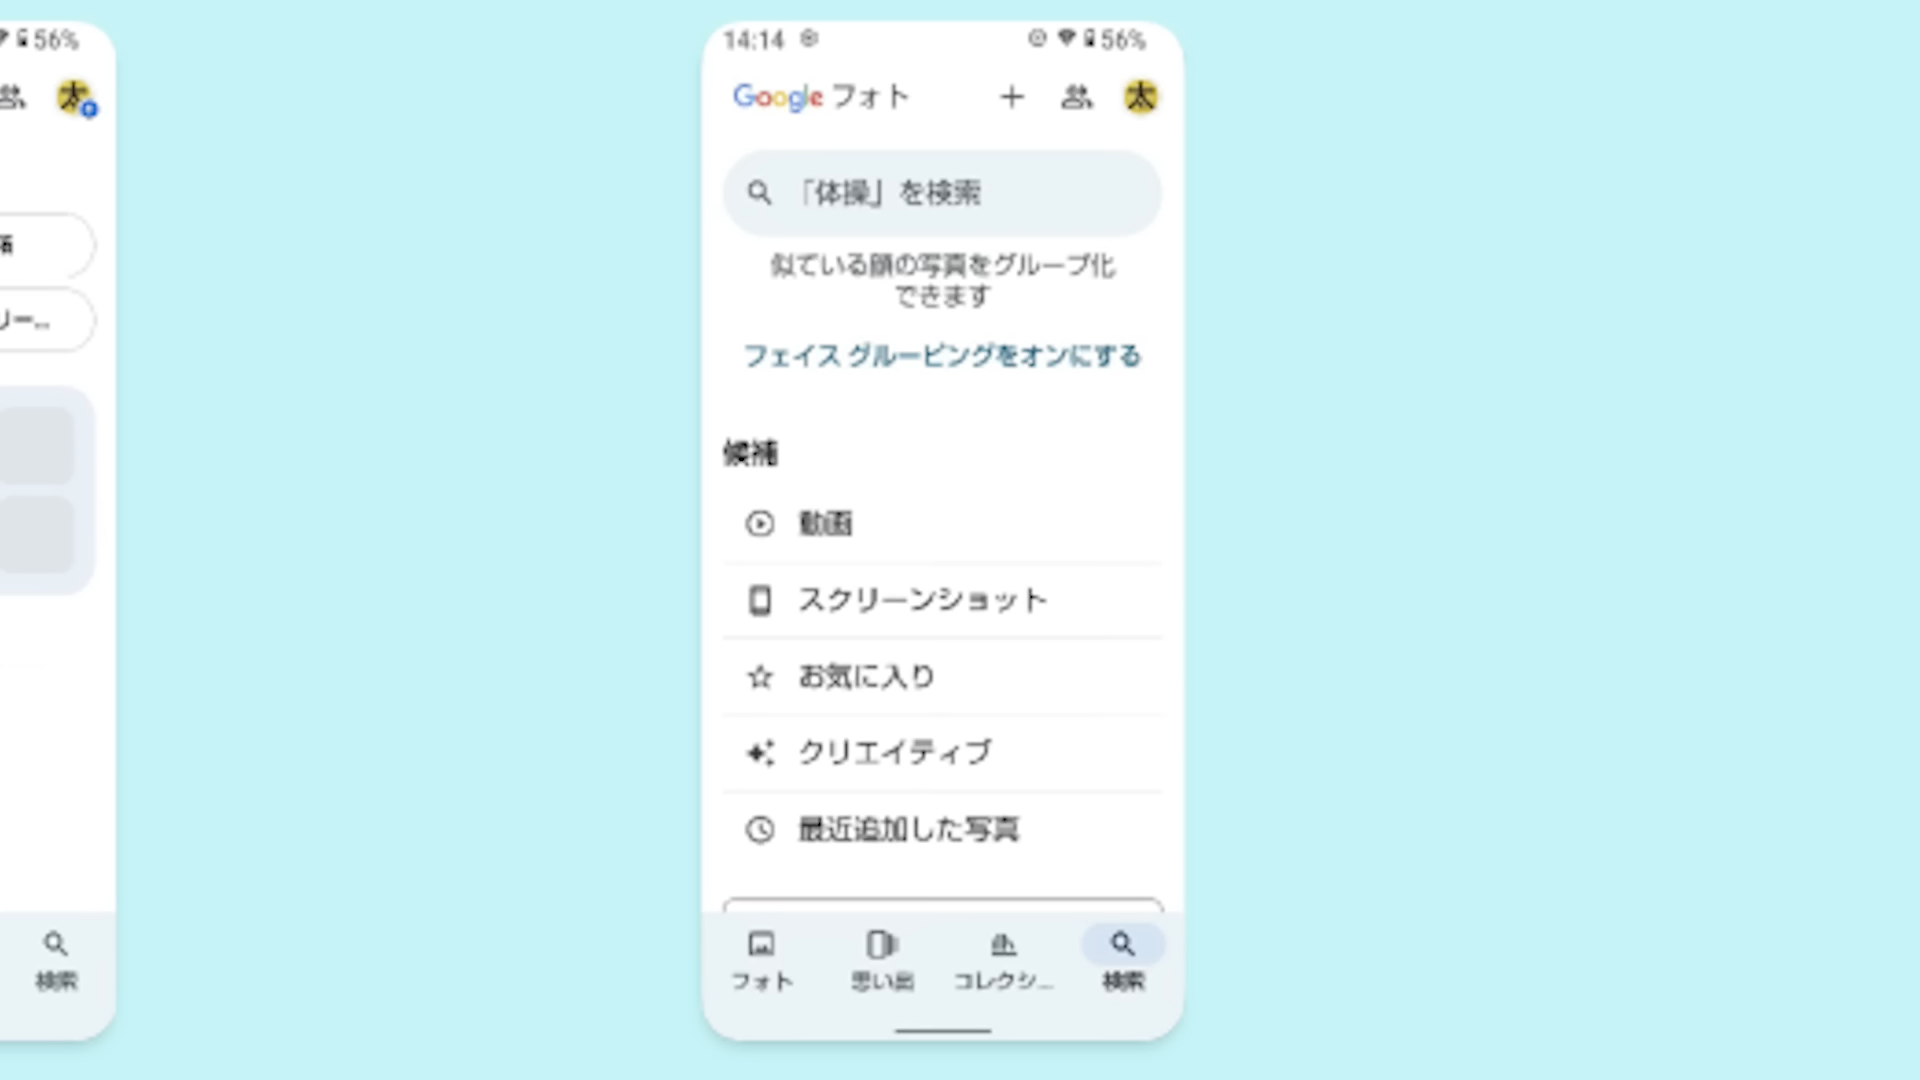 56%
リー...
検索
14:14
56%
Google フォト
太
「体操」を検索
似ている顔の写真をグループ化
できます
フェイス グルーピングをオンにする
候補
動画
スクリーンショット
お気に入り
クリエイティブ
最近追加した写真
フォト
思い出
コレクシ...
検索